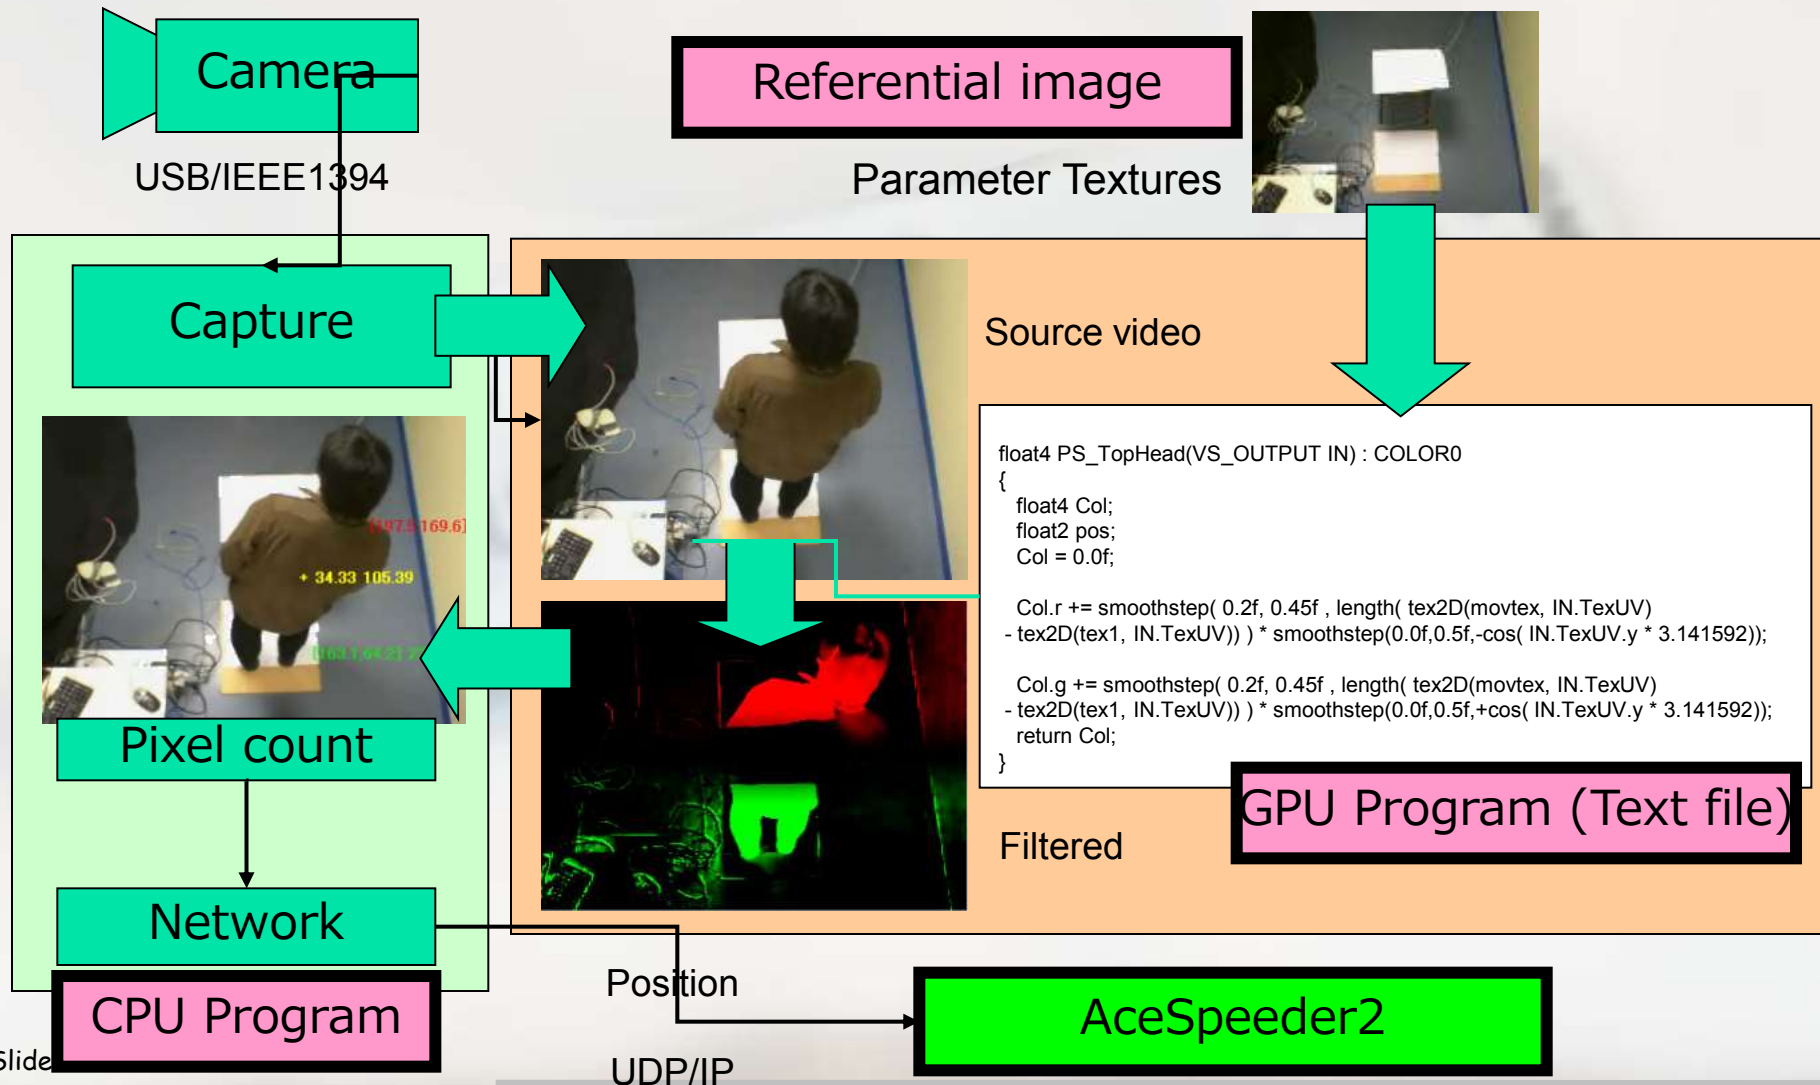 Camera
USB/IEEE1394
Referential image
Parameter Textures
Capture
Source video
+ 34.33 105.39
Pixel count
Network
CPU Program
float4 PS_TopHead(VS_OUTPUT IN) : COLOR0
{
float4 Col;
float2 pos;
Col = 0.0f;
Col.r += smoothstep( 0.2f, 0.45f , length( tex2D(movtex, IN.TexUV)
- tex2D(tex1, IN.TexUV)) ) * smoothstep(0.0f,0.5f,-cos( IN.TexUV.y * 3.141592));
Col.g += smoothstep( 0.2f, 0.45f , length( tex2D(movtex, IN.TexUV)
- tex2D(tex1, IN.TexUV)) ) * smoothstep(0.0f,0.5f,+cos( IN.TexUV.y * 3.141592));
return Col;
}
GPU Program (Text file)
Filtered
Position
UDP/IP
AceSpeeder2
Slide